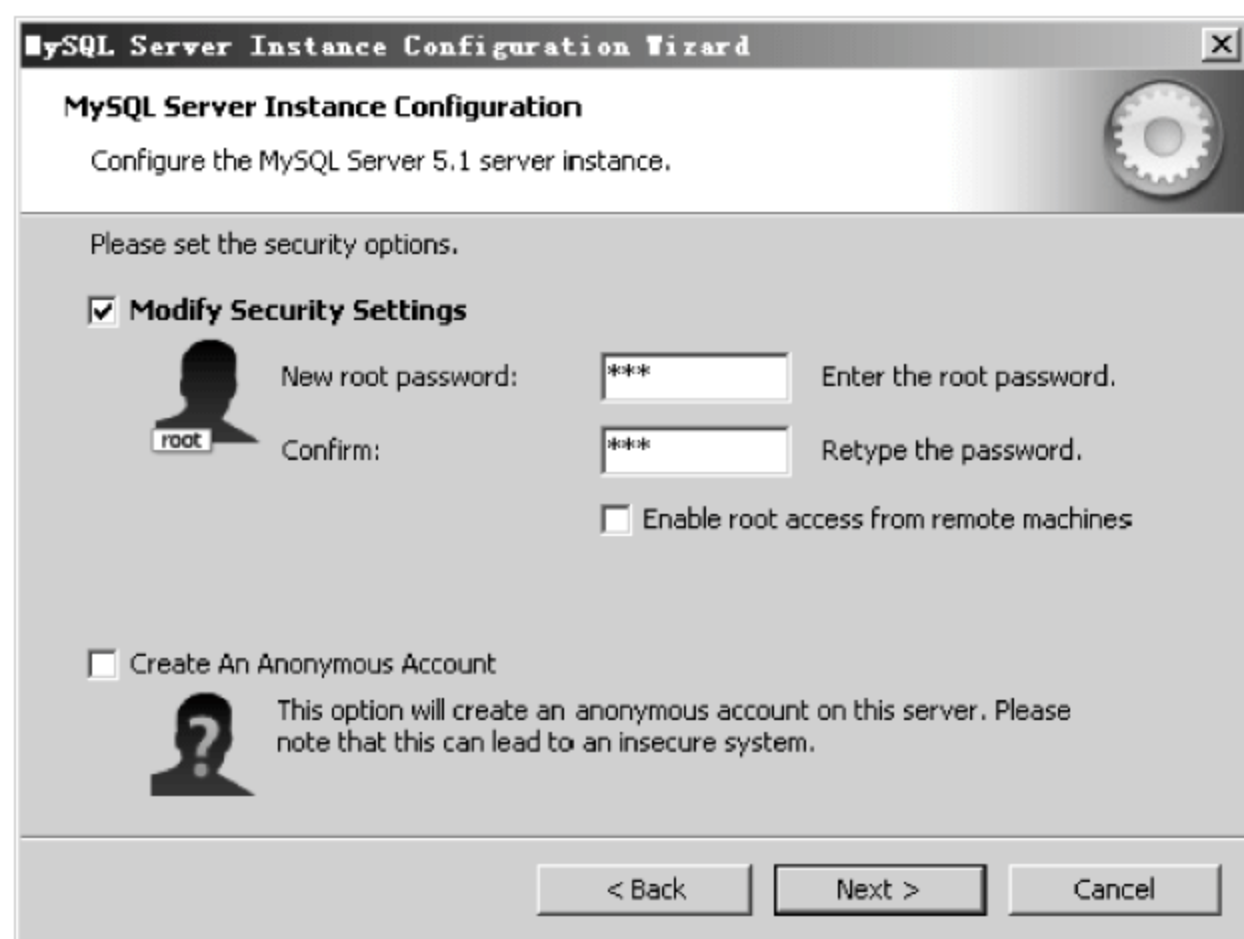 MySQL Server Instance Configuration Wizard
MySQL Server Instance Configuration
Configure the MySQL Server 5.1 server instance.
Please set the security options.
Modify Security Settings
New root password: *** Enter the root password.
root
Confirm: *** Retype the password.
Enable root access from remote machines
Create An Anonymous Account
?
This option will create an anonymous account on this server. Please
note that this can lead to an insecure system.
< Back Next > Cancel